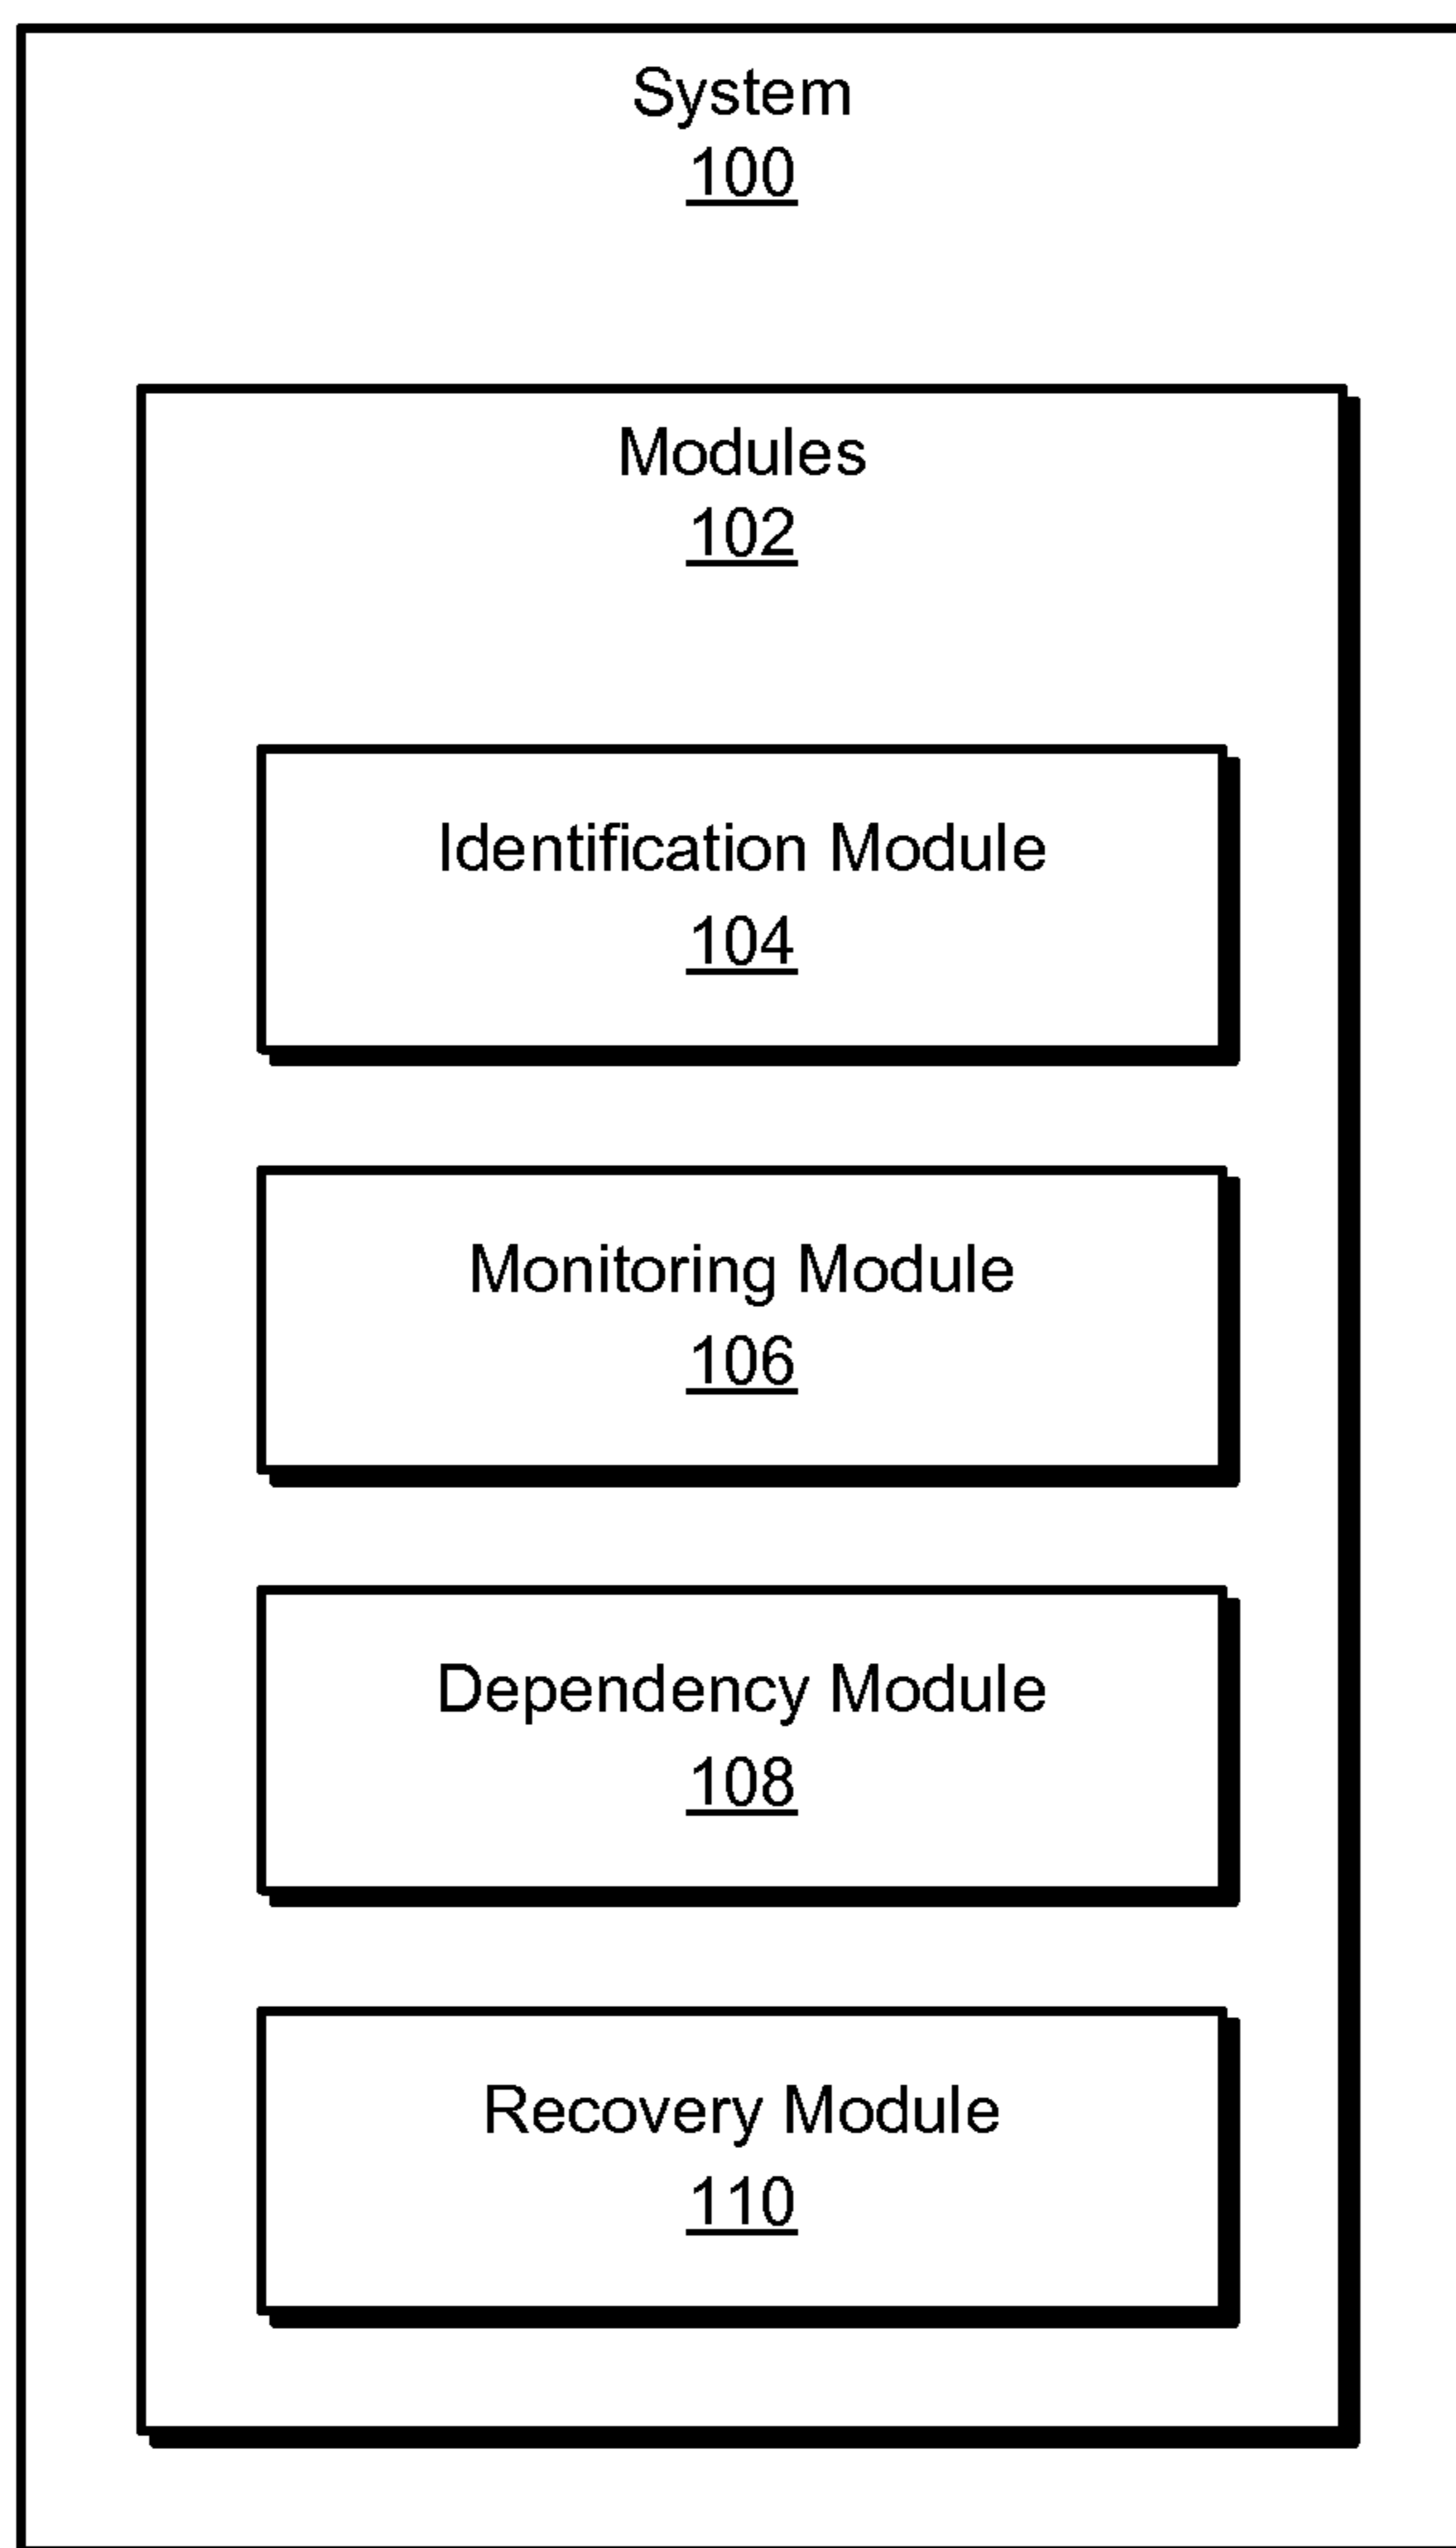 System
100
Modules
102
Identification Module
104
Monitoring Module
106
Dependency Module
108
Recovery Module
110